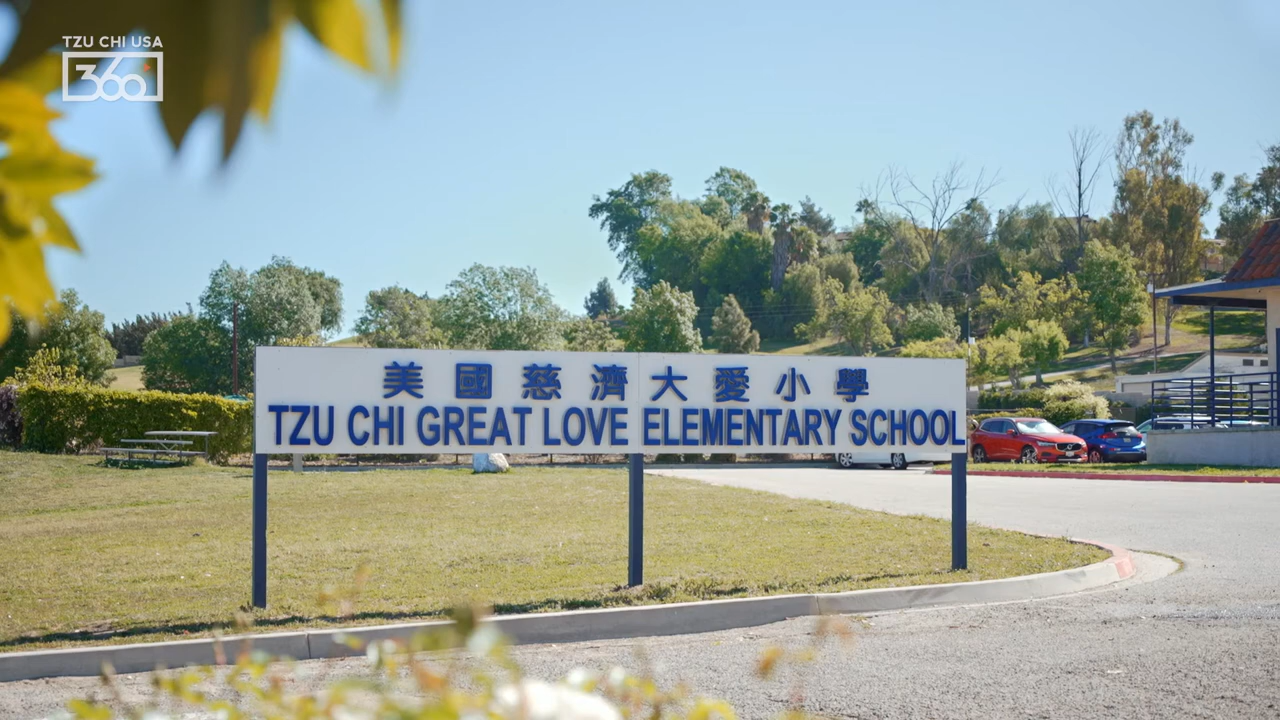 TZU CHI USA
360
美國慈濟大愛小學
TZU CHI GREAT LOVE ELEMENTARY SCHOOL